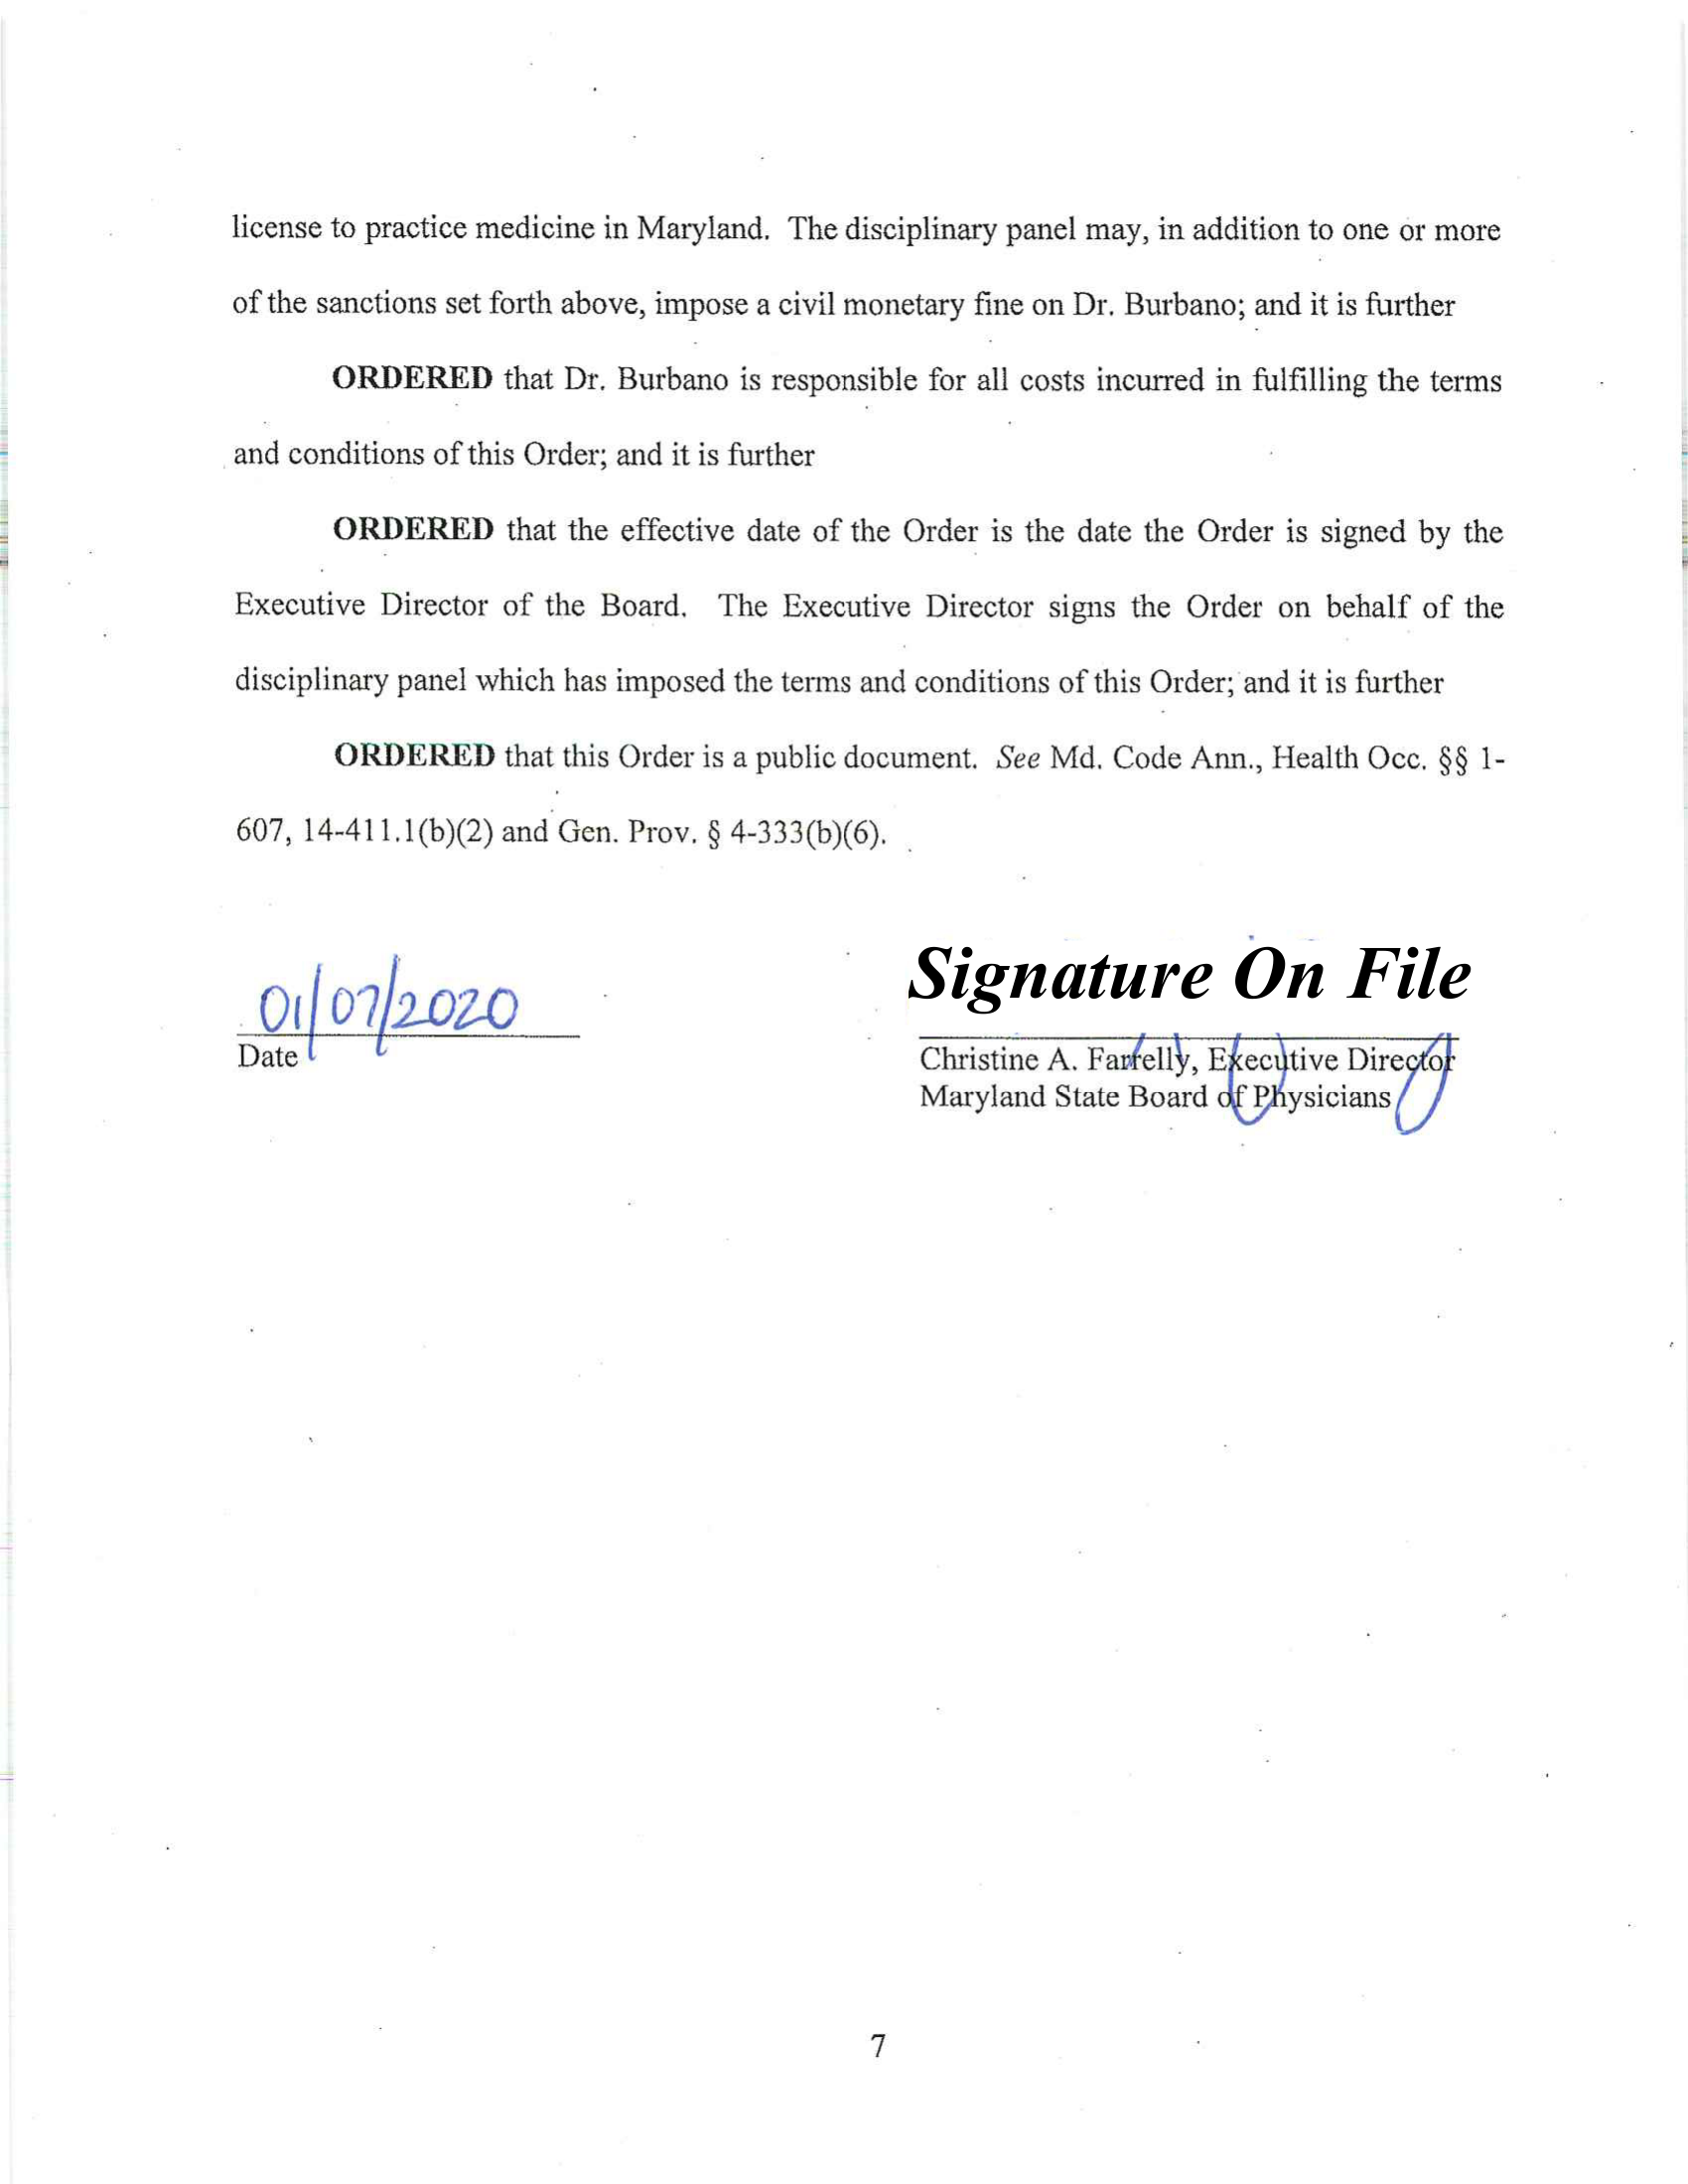 license to practice medicine in Maryland. The disciplinary panel may, in addition to one or more
of the sanctions set forth above, impose a civil monetary fine on Dr. Burbano; and it is further
ORDERED that Dr. Burbano is responsible for all costs incurred in fulfilling the terms
and conditions of this Order; and it is further
ORDERED that the effective date of the Order is the date the Order is signed by the
Executive Director of the Board. The Executive Director signs the Order on behalf of the
disciplinary panel which has imposed the terms and conditions of this Order; and it is further
ORDERED that this Order is a public document. See Md. Code Ann., Health Occ. §§ 1-
607, 14-411.1(b)(2) and Gen. Prov. § 4-333(b)(6).
01/07/2020
Date
Signature On File
Christine A. Farrelly, Executive Director
Maryland State Board of Physicians
7